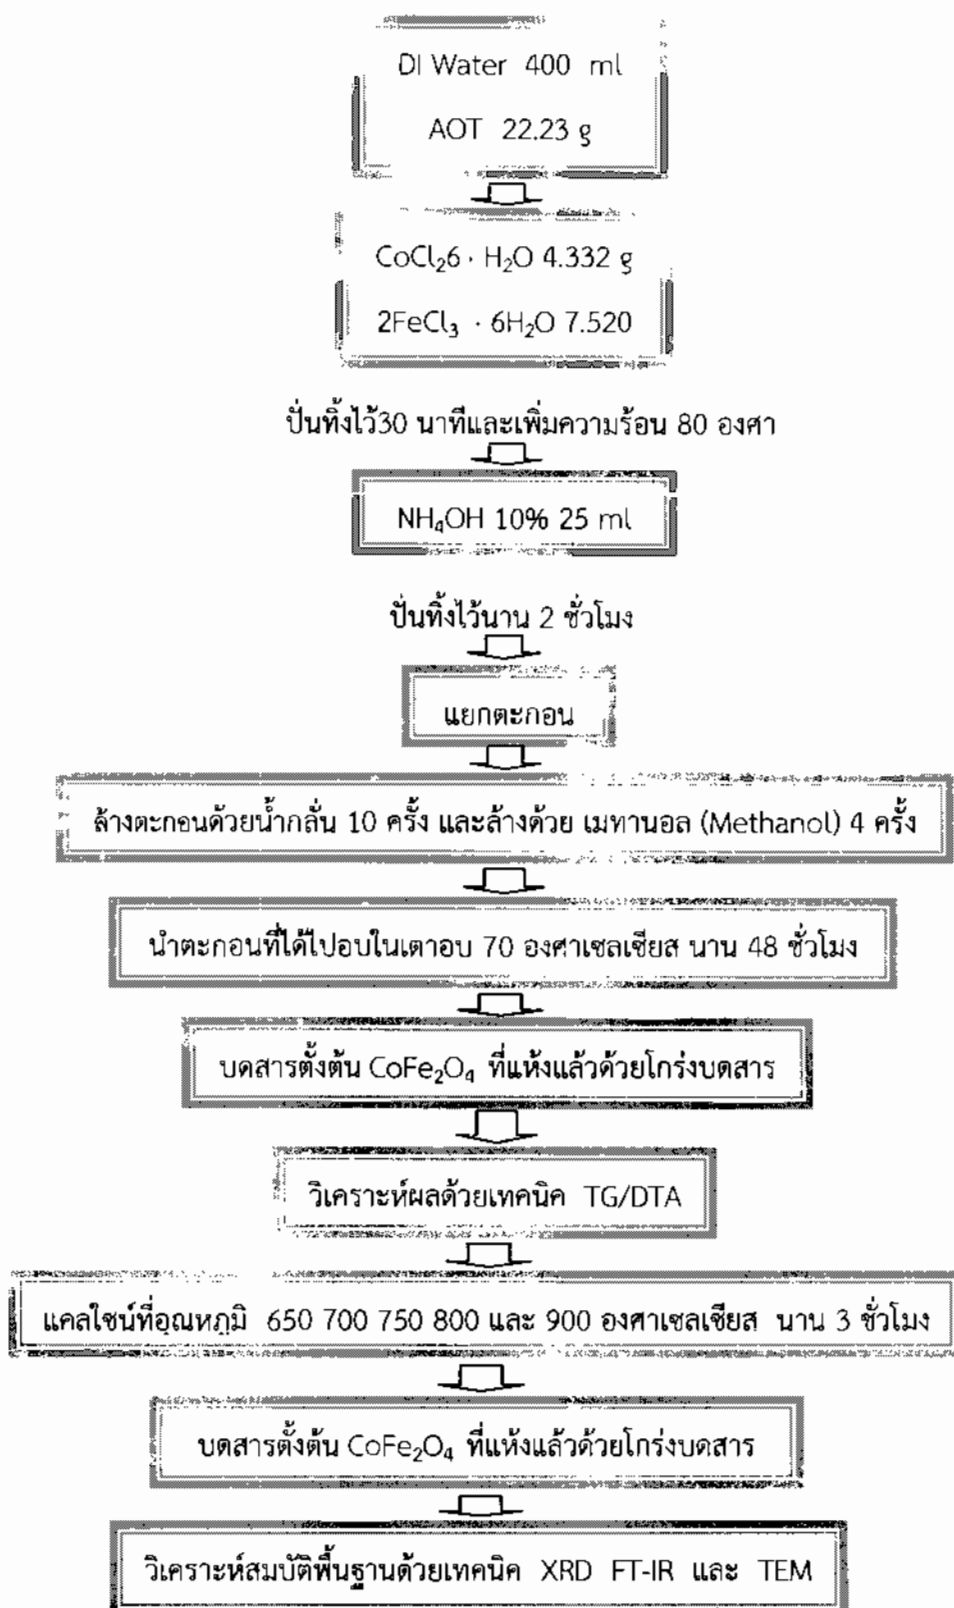 DI Water 400 ml
AOT 22.23 g
CoCl₂6 · H₂O 4.332 g
2FeCl₃ · 6H₂O 7.520
ปั่นทิ้งไว้30 นาทีและเพิ่มความร้อน 80 องศา
NH₄OH 10% 25 ml
ปั่นทิ้งไว้นาน 2 ชั่วโมง
แยกตะกอน
ล้างตะกอนด้วยน้ำกลั่น 10 ครั้ง และล้างด้วย เมทานอล (Methanol) 4 ครั้ง
นำตะกอนที่ได้ไปอบในเตาอบ 70 องศาเซลเซียส นาน 48 ชั่วโมง
บดสารตั้งต้น CoFe₂O₄ ที่แห้งแล้วด้วยโกร่งบดสาร
วิเคราะห์ผลด้วยเทคนิค TG/DTA
แคลไซน์ที่อุณหภูมิ 650 700 750 800 และ 900 องศาเซลเซียส นาน 3 ชั่วโมง
บดสารตั้งต้น CoFe₂O₄ ที่แห้งแล้วด้วยโกร่งบดสาร
วิเคราะห์สมบัติพื้นฐานด้วยเทคนิค XRD FT-IR และ TEM